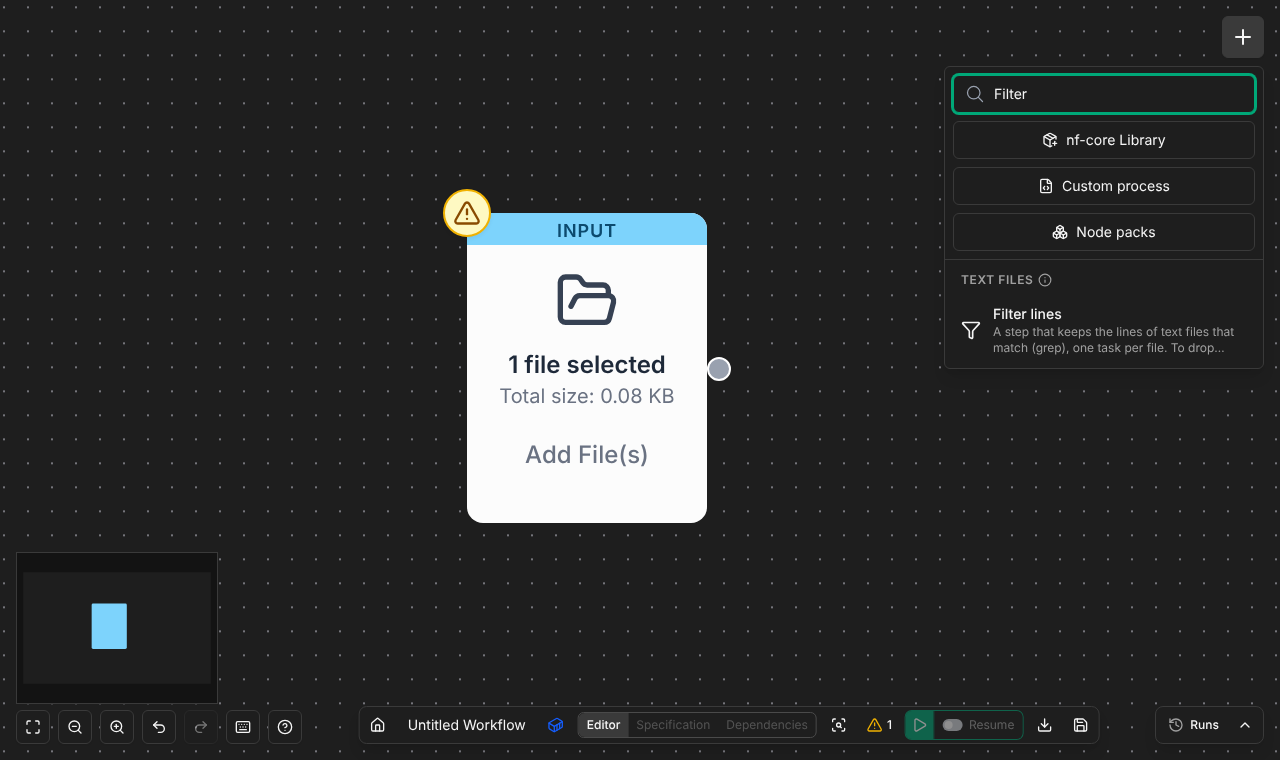 Filter
nf-core Library
Custom process
Node packs
TEXT FILES
Filter lines
A step that keeps the lines of text files that
match (grep), one task per file. To drop...
INPUT
1 file selected
Total size: 0.08 KB
Add File(s)
Untitled Workflow
Editor
Specification
Dependencies
1
Resume
Runs